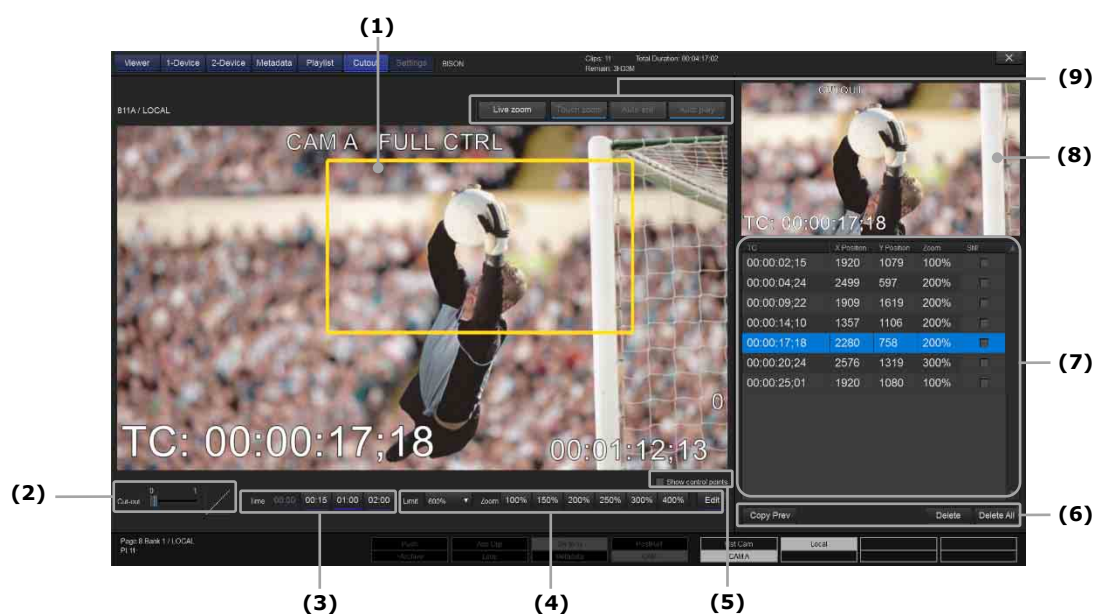 (1)
Viewer 1-Device 2-Device Metadata Playlist Cutout Settings BISON
Clips: 11 Total Duration: 00:04:17;02
Remain: 3H33M
(9)
B11A / LOCAL
Live zoom Touch zoom Auto play
CAM A FULL CTRL
(8)
TC: 00:00:17;18
TC X Position Y Position Zoom
00:00:02;15 1920 1079 100%
00:00:04;24 2499 597 200%
00:00:09;22 1909 1619 200%
00:00:14;10 1357 1106 200%
00:00:17;18 2280 758 200%
00:00:20;24 2576 1319 300%
00:00:25;01 1920 1080 100%
(7)
0
TC: 00:00:17;18
00:01:12;13
Show control points
(2)
Cut-out 0 1
Time 00:00 00:15 01:00 02:00
Limit 600% Zoom 100% 150% 200% 250% 300% 400% Edit
Copy Prev Delete Delete All
(6)
Page 8 Bank 1 / LOCAL
Local
CAM A
(3)
(4)
(5)